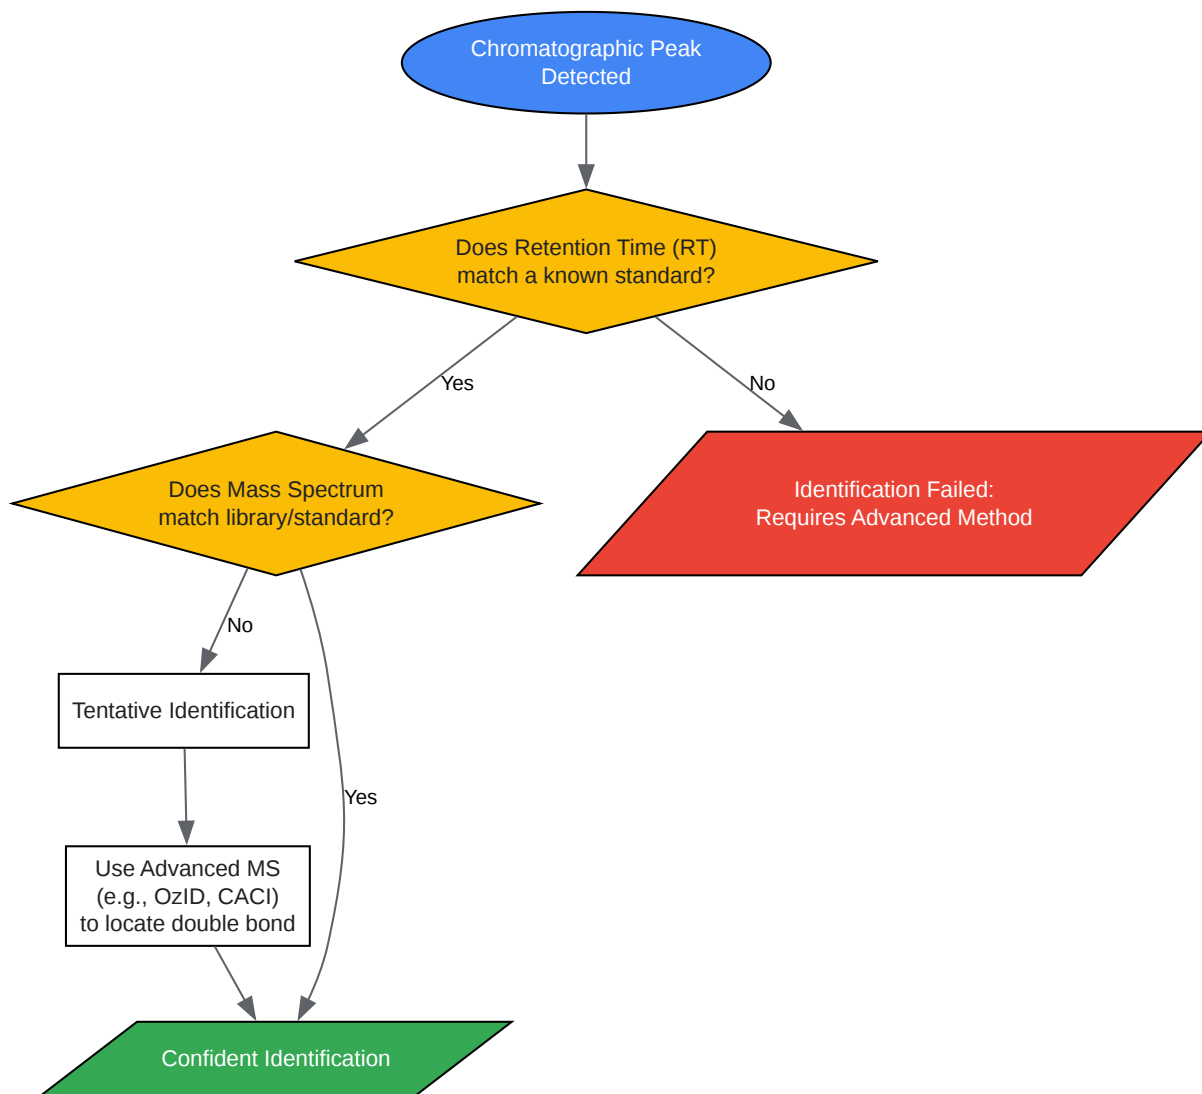 Chromatographic Peak
Detected
Does Retention Time (RT)
match a known standard?
Yes
No
Does Mass Spectrum
match library/standard?
Identification Failed:
Requires Advanced Method
No
Tentative Identification
Yes
Use Advanced MS
(e.g., OzID, CACI)
to locate double bond
Confident Identification